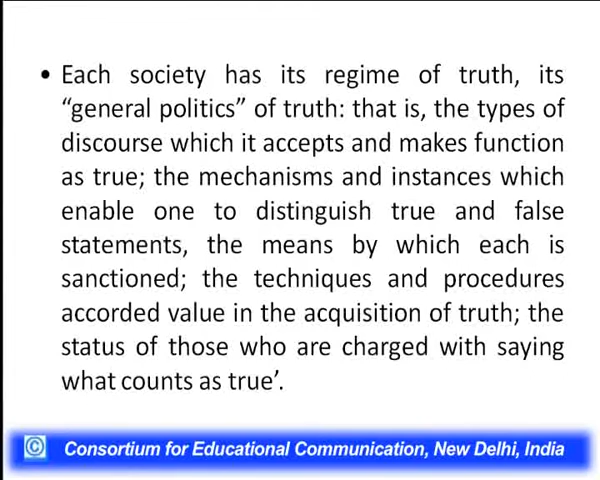 • Each society has its regime of truth, its
“general politics” of truth: that is, the types of
discourse which it accepts and makes function
as true; the mechanisms and instances which
enable one to distinguish true and false
statements, the means by which each is
sanctioned; the techniques and procedures
accorded value in the acquisition of truth; the
status of those who are charged with saying
what counts as true’.
© Consortium for Educational Communication, New Delhi, India